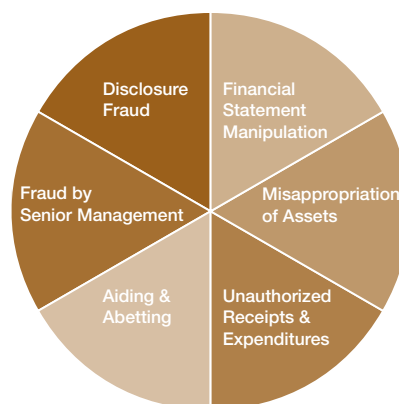 Disclosure
Fraud
Financial
Statement
Manipulation
Misappropriation
of Assets
Unauthorized
Receipts &
Expenditures
Aiding &
Abetting
Fraud by
Senior Management